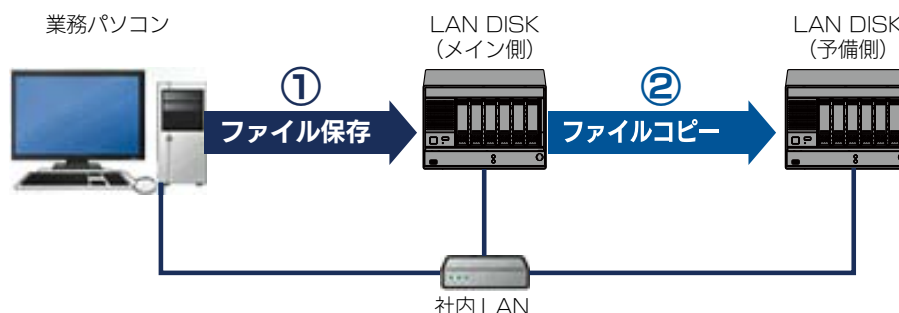 業務パソコン
LAN DISK
（メイン側）
LAN DISK
（予備側）
①
ファイル保存
②
ファイルコピー
社内LAN